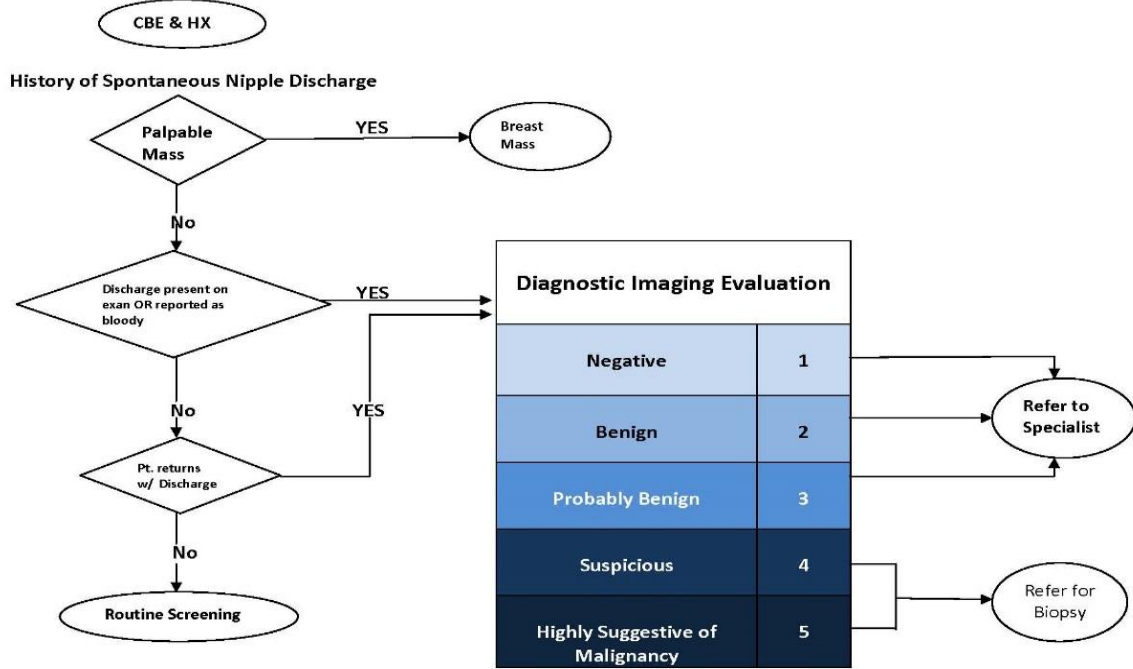 CBE & HX
History of Spontaneous Nipple Discharge
Palpable
Mass
YES
Breast
Mass
No
Discharge present on
exan OR reported as
bloody
YES
No
YES
Pt. returns
w/ Discharge
No
Routine Screening
Diagnostic Imaging Evaluation
Negative 1
Benign 2
Probably Benign 3
Suspicious 4
Highly Suggestive of 5
Malignancy
Refer to
Specialist
Refer for
Biopsy